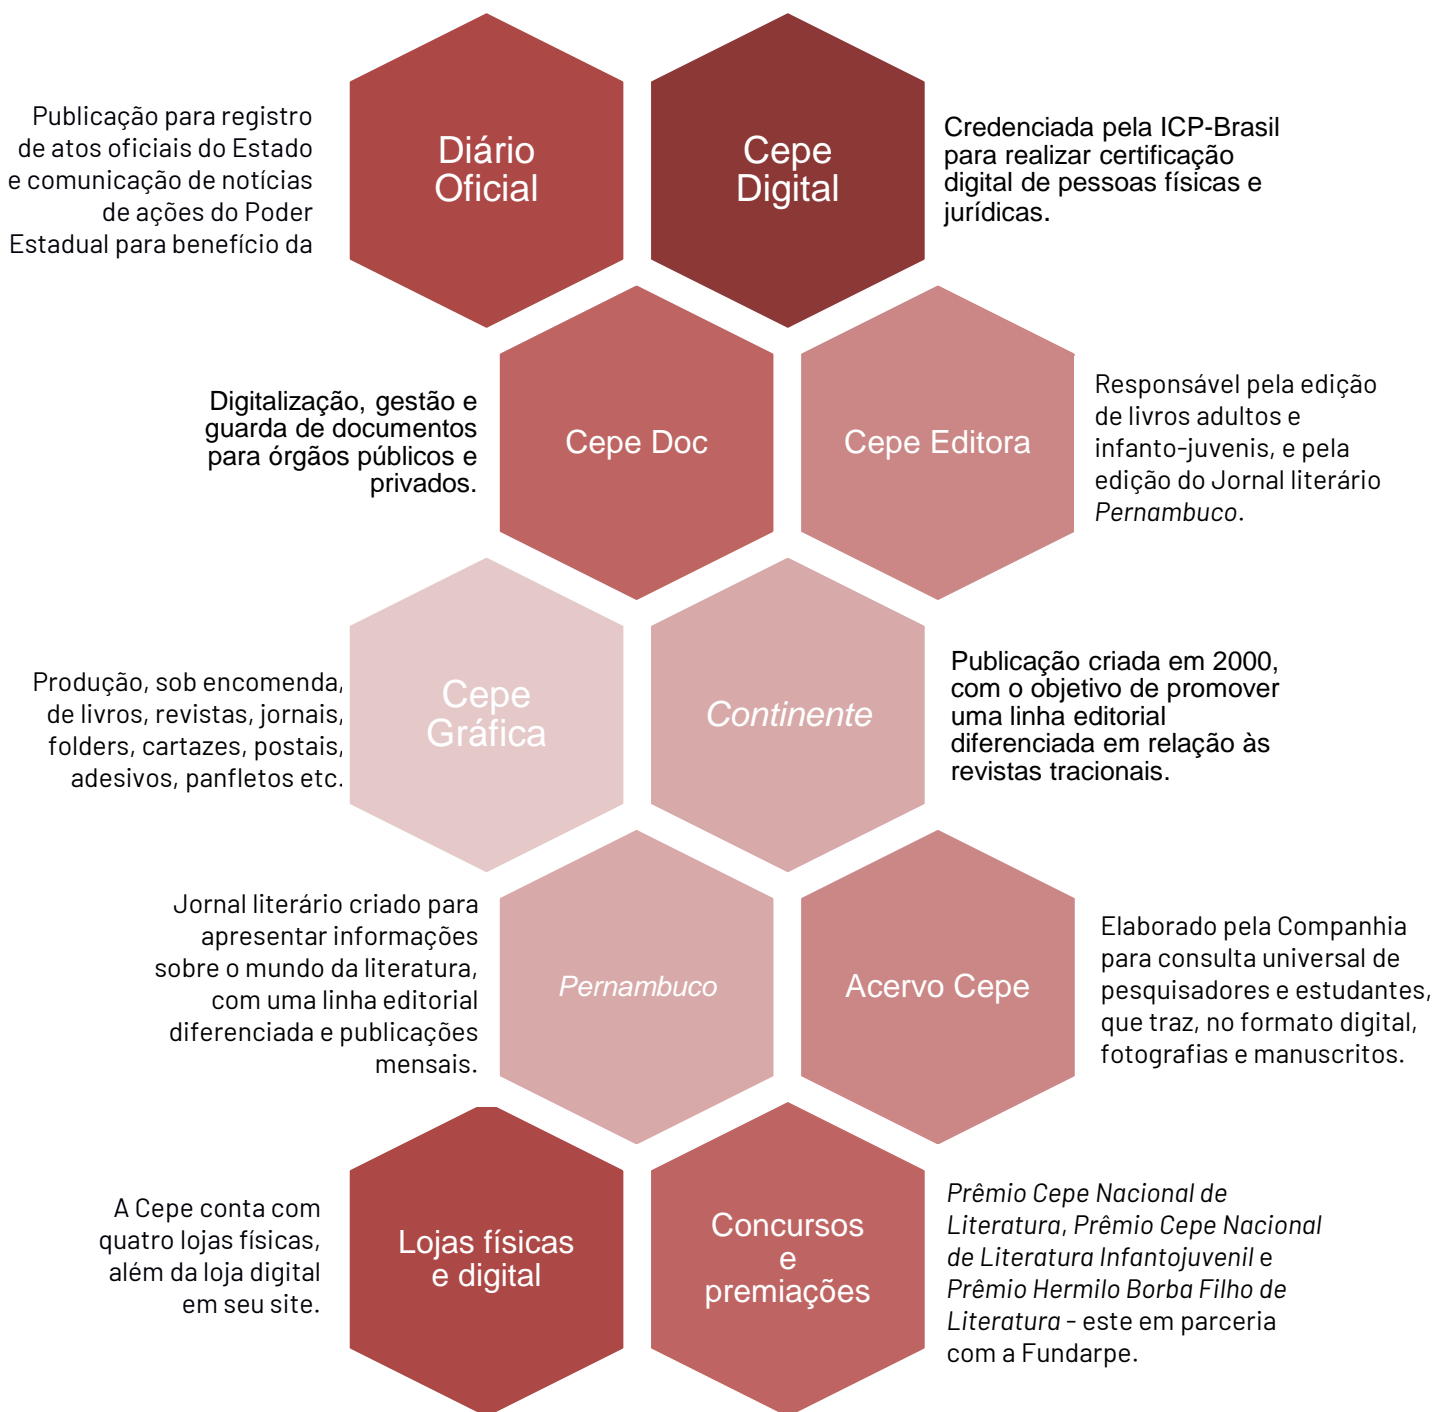 Publicação para registro
de atos oficiais do Estado
e comunicação de notícias
de ações do Poder
Estadual para benefício da
Diário
Oficial
Cepe
Digital
Credenciada pela ICP-Brasil
para realizar certificação
digital de pessoas físicas e
jurídicas.
Digitalização, gestão e
guarda de documentos
para órgãos públicos e
privados.
Cepe Doc
Cepe Editora
Responsável pela edição
de livros adultos e
infanto-juvenis, e pela
edição do Jornal literário
Pernambuco.
Produção, sob encomenda,
de livros, revistas, jornais,
folders, cartazes, postais,
adesivos, panfletos etc.
Cepe
Gráfica
Continente
Publicação criada em 2000,
com o objetivo de promover
uma linha editorial
diferenciada em relação às
revistas tracionais.
Jornal literário criado para
apresentar informações
sobre o mundo da literatura,
com uma linha editorial
diferenciada e publicações
mensais.
Pernambuco
Acervo Cepe
Elaborado pela Companhia
para consulta universal de
pesquisadores e estudantes,
que traz, no formato digital,
fotografias e manuscritos.
A Cepe conta com
quatro lojas físicas,
além da loja digital
em seu site.
Lojas físicas
e digital
Concursos
e
premiações
Prêmio Cepe Nacional de
Literatura, Prêmio Cepe Nacional
de Literatura Infantojuvenil e
Prêmio Hermilo Borba Filho de
Literatura - este em parceria
com a Fundarpe.